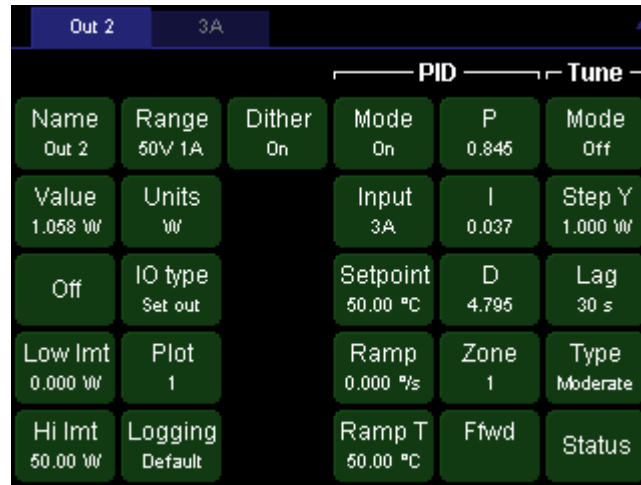 Out 2 3A
PID Tune
Name Range Dither Mode P Mode
Out 2 50V 1A On On 0.845 Off
Value Units Input I Step Y
1.058 W W 3A 0.037 1.000 W
Off IO type Setpoint D Lag
Set out 50.00 °C 4.795 30 s
Low lmt Plot Ramp Zone Type
0.000 W 1 0.000 °/s 1 Moderate
Hi lmt Logging Ramp T Ffwd Status
50.00 W Default 50.00 °C